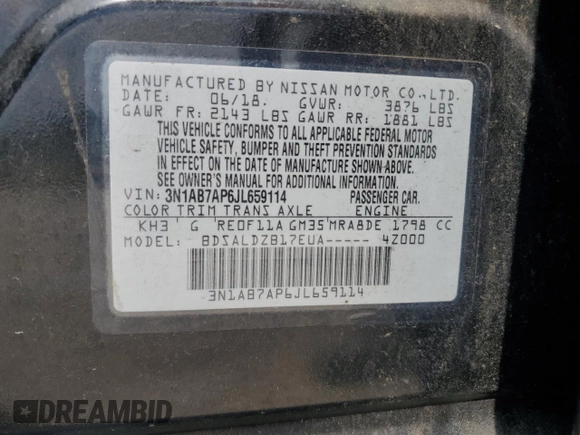 MANUFACTURED BY NISSAN MOTOR CO.,LTD.
DATE: 06/18. GVWR: 3876 LBS
GAWR FR: 2143 LBS GAWR RR: 1881 LBS
THIS VEHICLE CONFORMS TO ALL APPLICABLE FEDERAL MOTOR
VEHICLE SAFETY, BUMPER AND THEFT PREVENTION STANDARDS
IN EFFECT ON THE DATE OF MANUFACTURE SHOWN ABOVE.
SEE OWNER'S MANUAL FOR ADDITIONAL INFORMATION.
VIN: 3N1AB7AP6JL659114 PASSENGER CAR.
COLOR TRIM TRANS AXLE ENGINE
KH3 G RE0F11A GM35 MRA8DE 1798 CC
MODEL: BDSALDZB17EUA----- 4Z000
3N1AB7AP6JL659114
DREAMBID